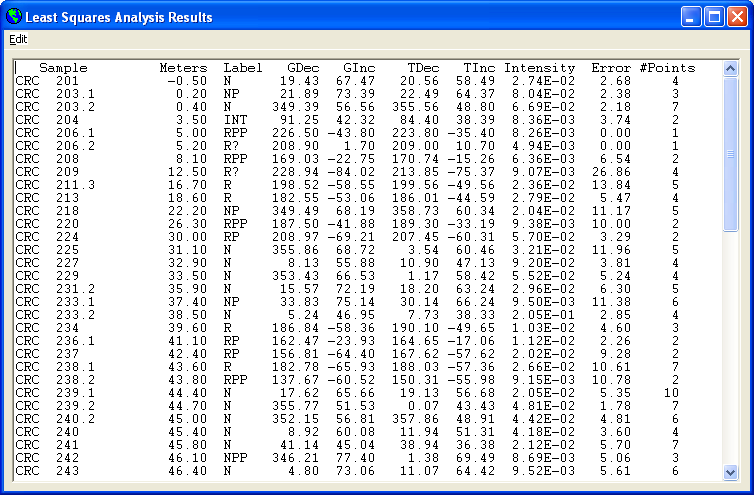 Least Squares Analysis Results
Edit
Sample Meters Label GDec GInc TDec TInc Intensity Error #Points
CRC 201 -0.50 N 19.43 67.47 20.56 58.49 2.74E-02 2.68 4
CRC 203.1 0.20 NP 21.89 73.39 22.49 64.37 8.04E-02 2.38 3
CRC 203.2 0.40 N 349.39 56.56 355.56 48.80 6.69E-02 2.18 7
CRC 204 3.50 INT 91.25 42.32 84.40 38.39 8.36E-03 3.74 2
CRC 206.1 5.00 RPP 226.50 -43.80 223.80 -35.40 8.26E-03 0.00 1
CRC 206.2 5.20 R? 208.90 1.70 209.00 10.70 4.94E-03 0.00 1
CRC 208 8.10 RPP 169.03 -22.75 170.74 -15.26 6.36E-03 6.54 2
CRC 209 12.50 R? 228.94 -84.02 213.85 -75.37 9.07E-03 26.86 4
CRC 211.3 16.70 R 198.52 -58.55 199.56 -49.56 2.36E-02 13.84 5
CRC 213 18.60 R 182.55 -53.06 186.01 -44.59 2.79E-02 5.47 4
CRC 218 22.20 NP 349.49 68.19 358.73 60.34 2.04E-02 11.17 5
CRC 220 26.30 RPP 187.50 -41.88 189.30 -33.19 9.38E-03 10.00 2
CRC 224 30.00 RP 208.97 -69.21 207.45 -60.31 5.70E-02 3.29 2
CRC 225 31.10 N 355.86 68.72 3.54 60.46 3.21E-02 11.96 5
CRC 227 32.90 N 8.13 55.88 10.90 47.13 9.20E-02 3.81 4
CRC 229 33.50 N 353.43 66.53 1.17 58.42 5.52E-02 5.24 4
CRC 231.2 35.90 N 15.57 72.19 18.20 63.24 2.96E-02 6.30 5
CRC 233.1 37.40 NP 33.83 75.14 30.14 66.24 9.50E-03 11.38 6
CRC 233.2 38.50 N 5.24 46.95 7.73 38.33 2.05E-01 2.85 4
CRC 234 39.60 R 186.84 -58.36 190.10 -49.65 1.03E-02 4.60 3
CRC 236.1 41.10 RP 162.47 -23.93 164.65 -17.06 1.12E-02 2.26 2
CRC 237 42.40 RP 156.81 -64.40 167.62 -57.62 2.02E-02 9.28 2
CRC 238.1 43.60 R 182.78 -65.93 188.03 -57.36 2.66E-02 10.61 7
CRC 238.2 43.80 RPP 137.67 -60.52 150.31 -55.98 9.15E-03 10.78 2
CRC 239.1 44.40 N 17.62 65.66 19.13 56.68 2.05E-02 5.35 10
CRC 239.2 44.70 N 355.77 51.53 0.07 43.43 4.81E-02 1.78 7
CRC 240.2 45.00 N 352.15 56.81 357.86 48.91 4.42E-02 4.81 6
CRC 240 45.40 N 8.92 60.08 11.94 51.31 4.18E-02 3.60 4
CRC 241 45.80 N 41.14 45.04 38.94 36.38 2.12E-02 5.70 7
CRC 242 46.10 NPP 346.21 77.40 1.38 69.49 8.69E-03 5.06 3
CRC 243 46.40 N 4.80 73.06 11.07 64.42 9.52E-03 5.61 6